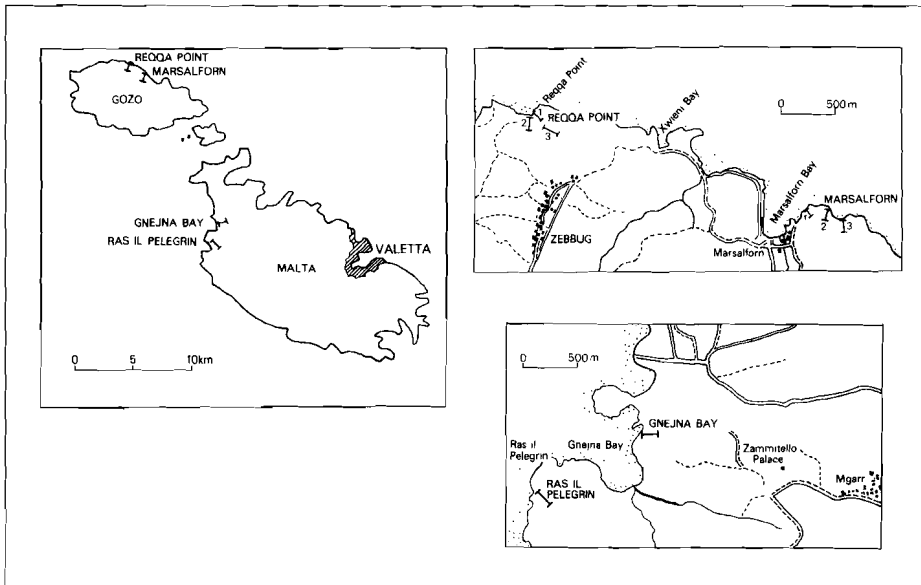 REQQA POINT
MARSALFORN
GOZO
GNEJNA BAY
RAS IL PELEGRIN
MALTA
VALETTA
0 5 10km
Reqqa Point
1
REQQA POINT
2
3
Xwieni Bay
0 500m
ZEBBUG
Marsalforn Bay
MARSALFORN
1
2
3
Marsalforn
0 500m
GNEJNA BAY
Ras il
Pelegrin
Gnejna Bay
Zammitello
Palace
Mgarr
RAS IL
PELEGRIN